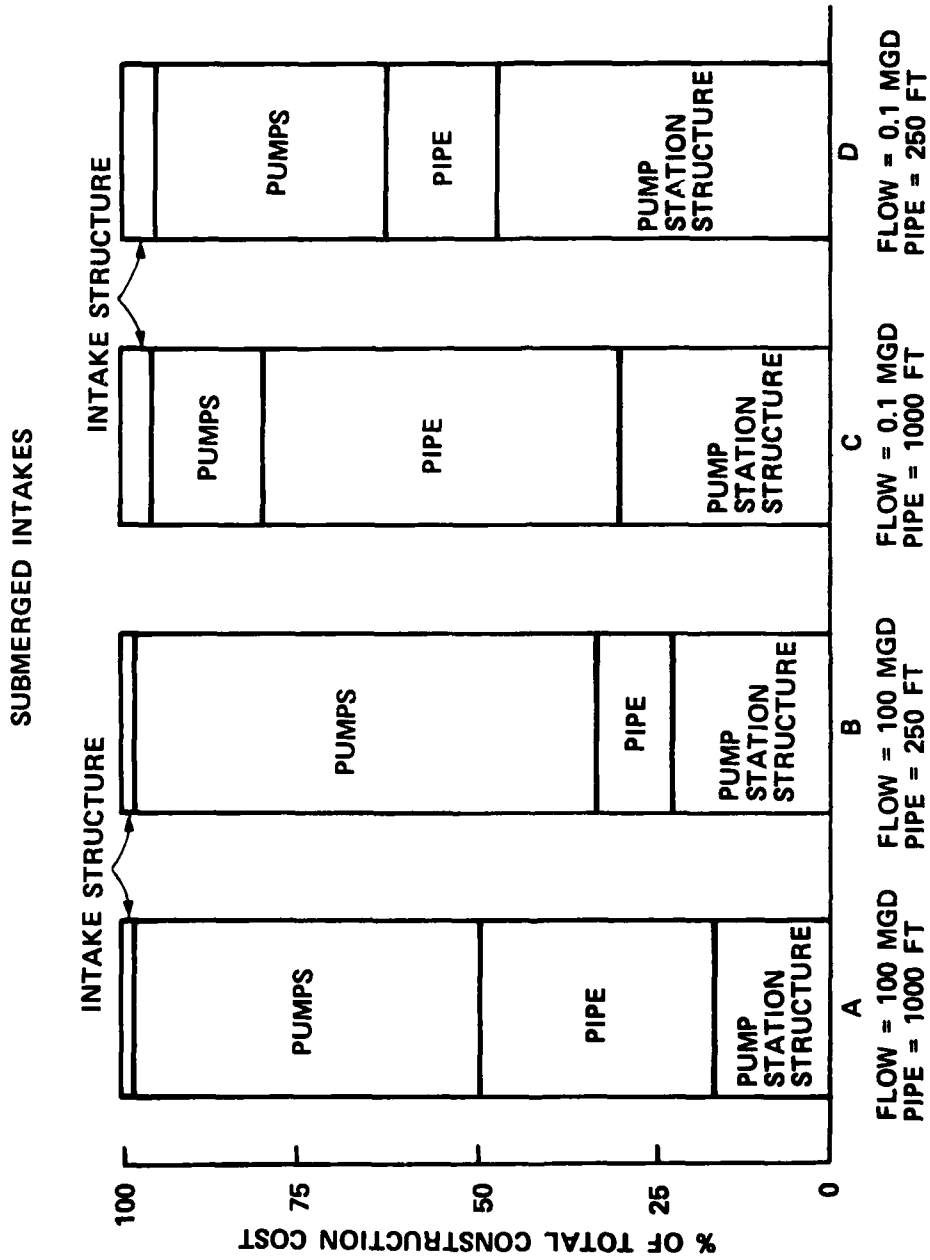 SUBMERGED INTAKES
INTAKE STRUCTURE
INTAKE STRUCTURE
% OF TOTAL CONSTRUCTION COST
100
75
50
25
0
PUMPS
PIPE
PUMP
STATION
STRUCTURE
A
FLOW = 100 MGD
PIPE = 1000 FT
PUMPS
PIPE
PUMP
STATION
STRUCTURE
B
FLOW = 100 MGD
PIPE = 250 FT
PUMPS
PIPE
PUMP
STATION
STRUCTURE
C
FLOW = 0.1 MGD
PIPE = 1000 FT
PUMPS
PIPE
PUMP
STATION
STRUCTURE
D
FLOW = 0.1 MGD
PIPE = 250 FT